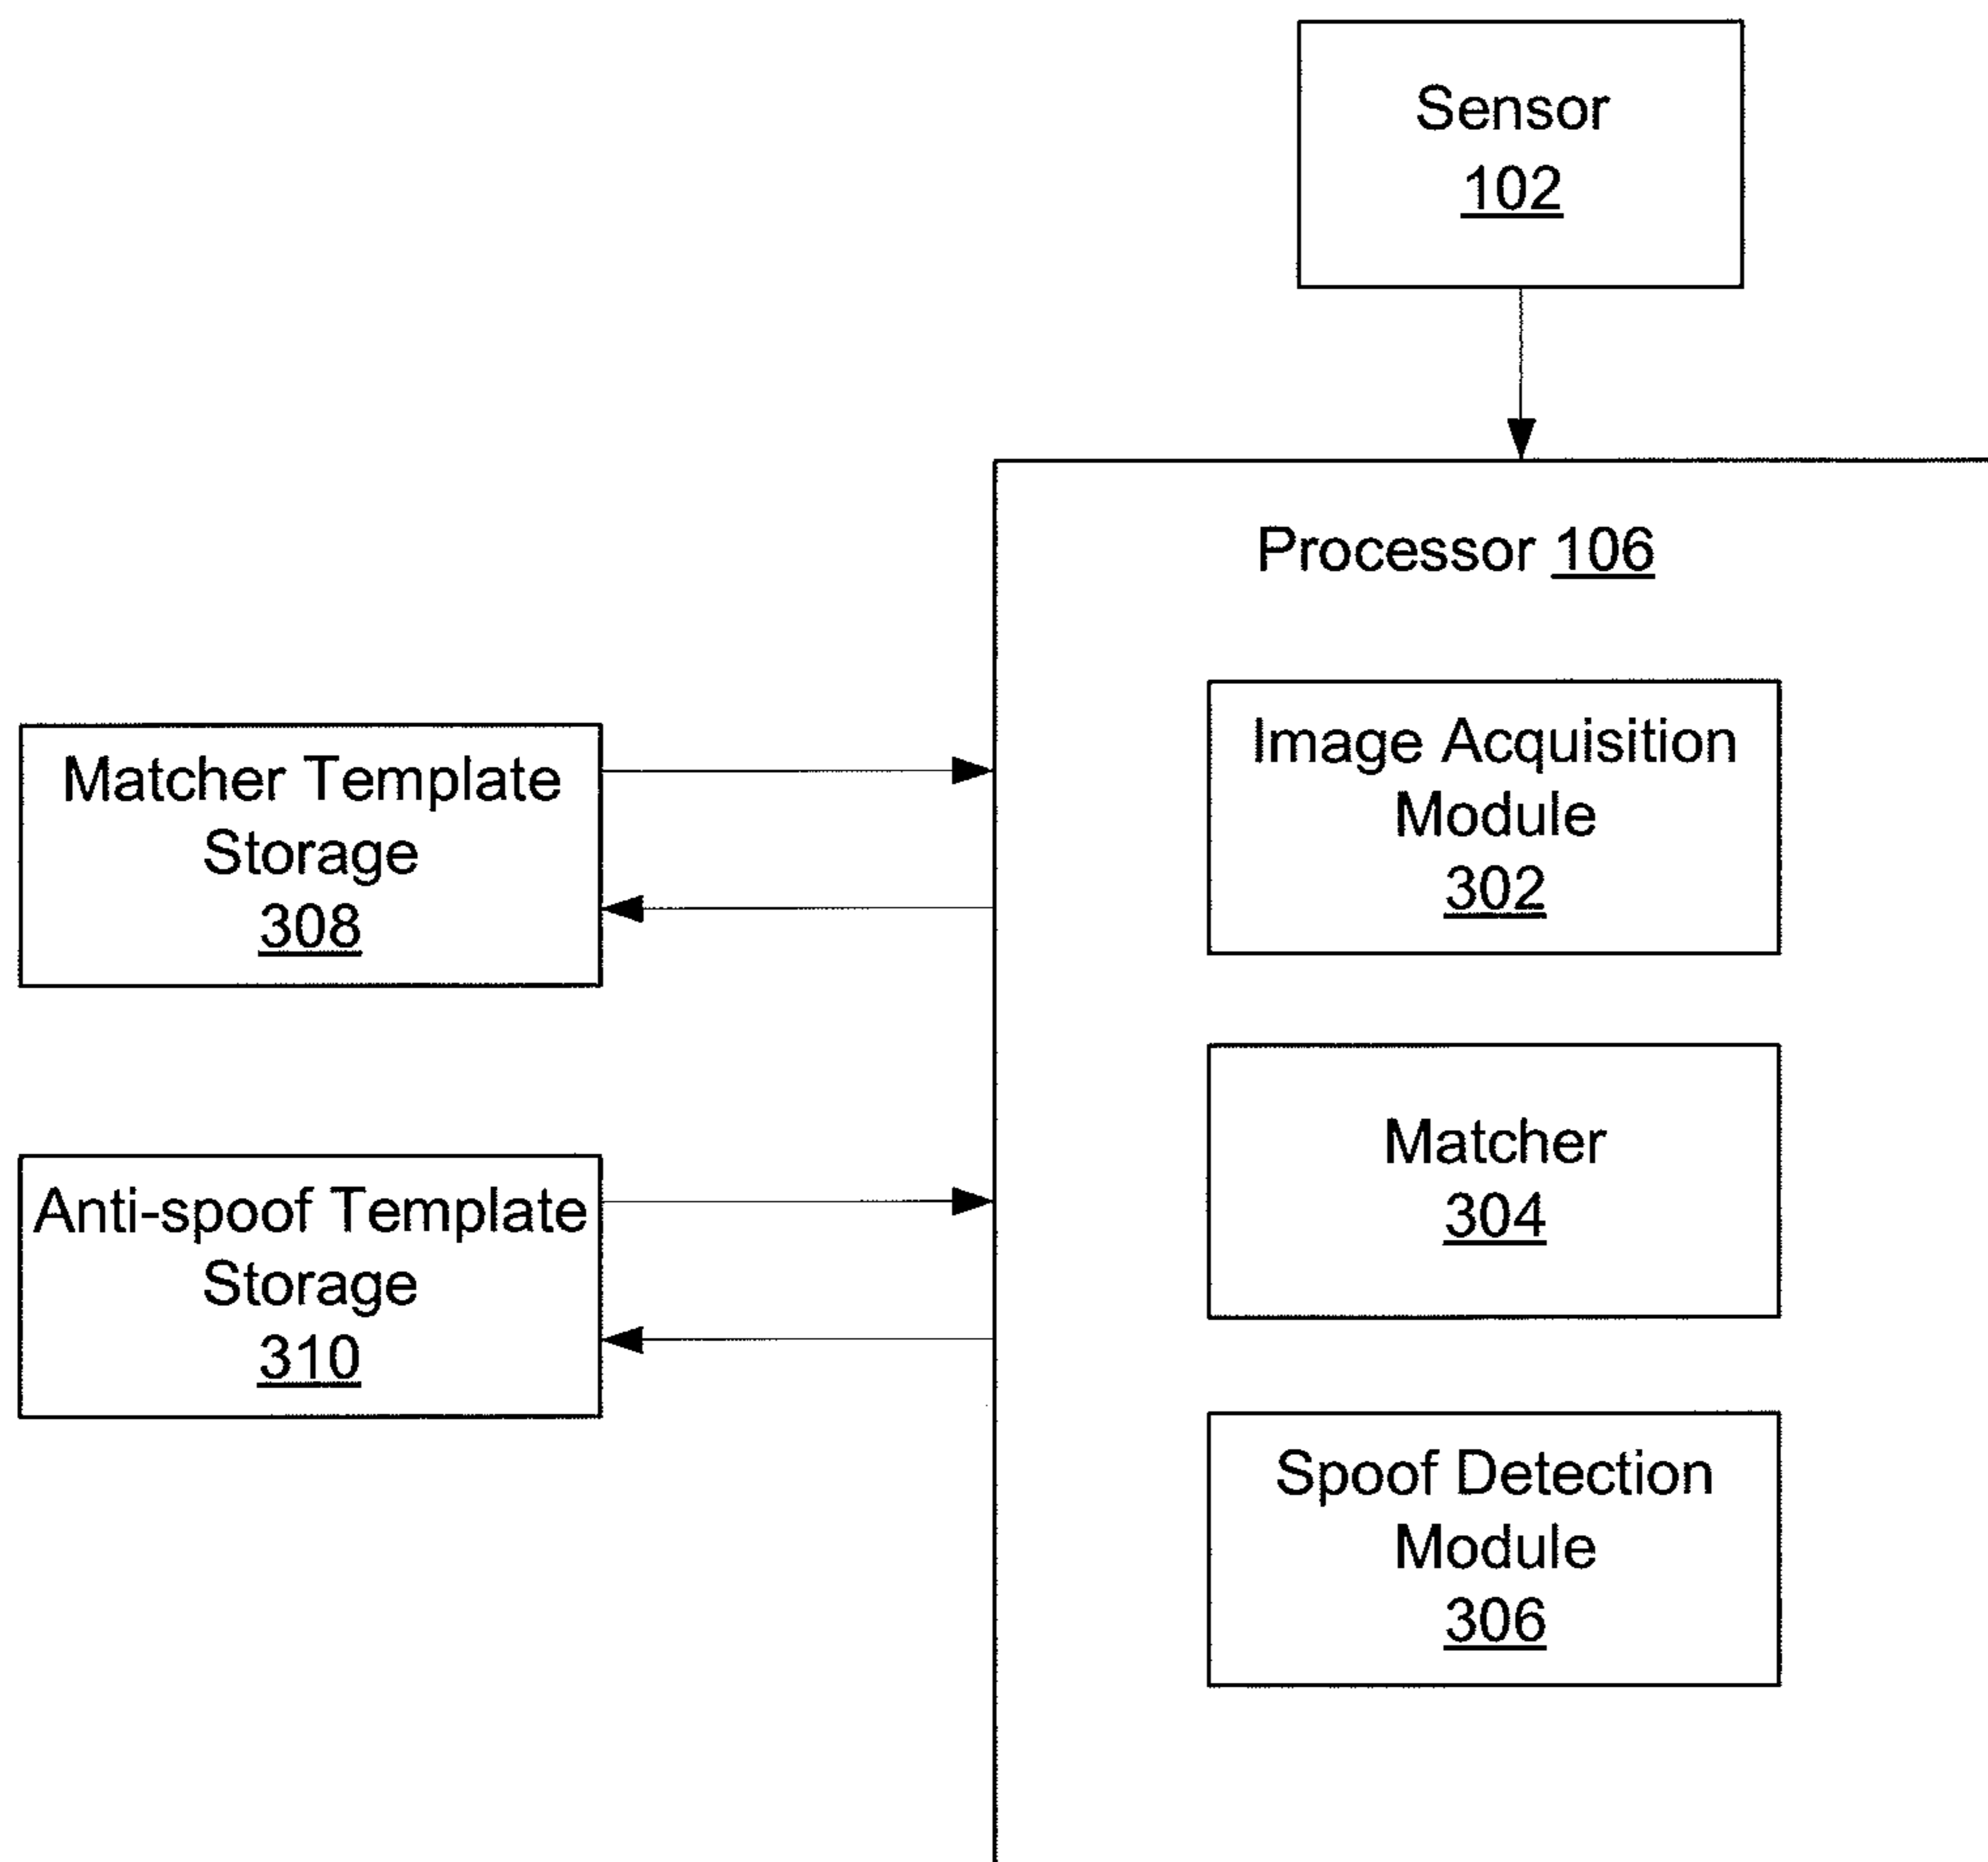 Sensor
102
Processor 106
Image Acquisition
Module
302
Matcher Template
Storage
308
Matcher
304
Anti-spoof Template
Storage
310
Spoof Detection
Module
306